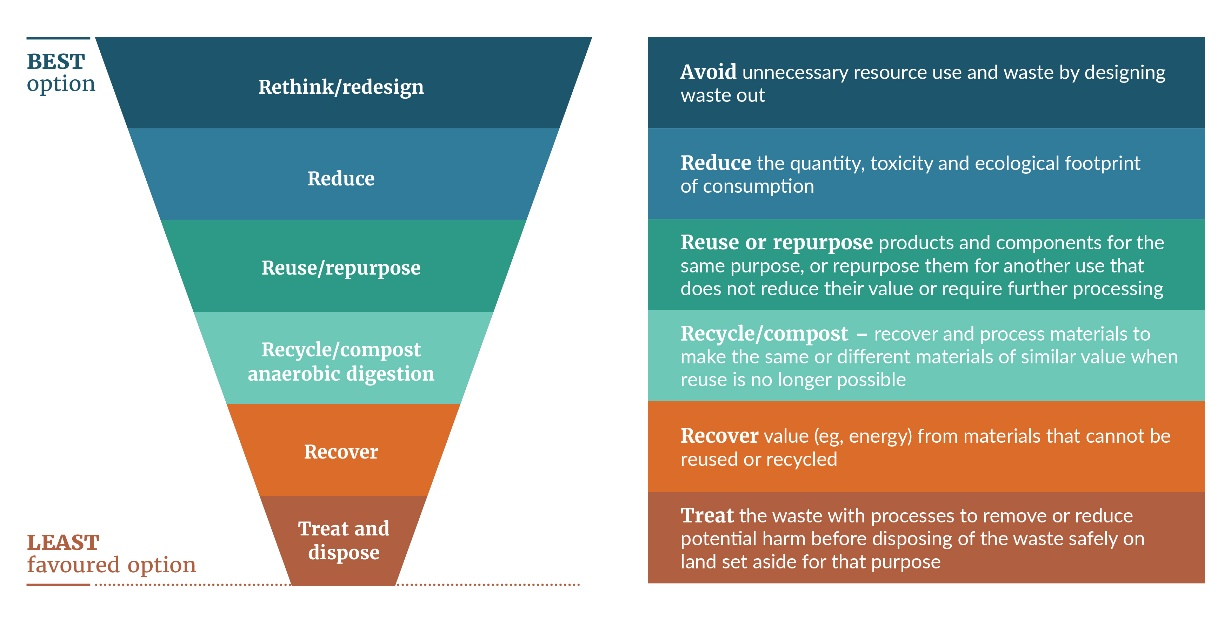 BEST
option
Rethink/redesign
Reduce
Reuse/repurpose
Recycle/compost
anaerobic digestion
Recover
Treat and
dispose
LEAST
favoured option
Avoid unnecessary resource use and waste by designing
waste out
Reduce the quantity, toxicity and ecological footprint
of consumption
Reuse or repurpose products and components for the
same purpose, or repurpose them for another use that
does not reduce their value or require further processing
Recycle/compost – recover and process materials to
make the same or different materials of similar value when
reuse is no longer possible
Recover value (eg, energy) from materials that cannot be
reused or recycled
Treat the waste with processes to remove or reduce
potential harm before disposing of the waste safely on
land set aside for that purpose